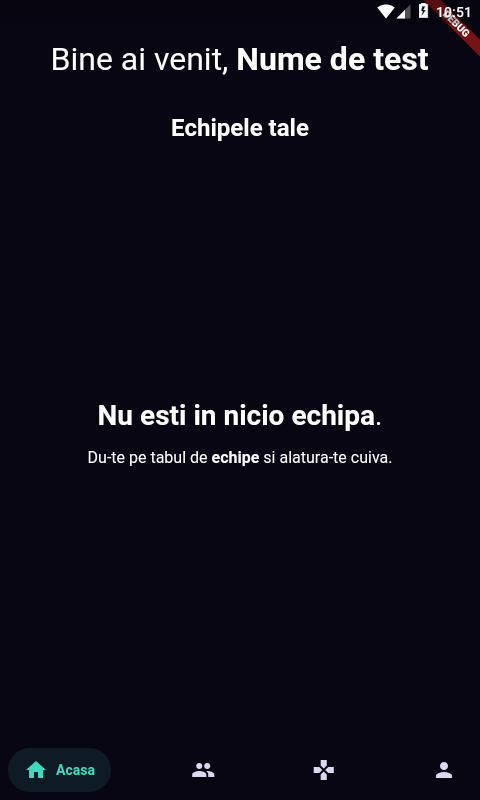 10:51
DEBUG
Bine ai venit, Nume de test
Echipele tale
Nu esti in nicio echipa.
Du-te pe tabul de echipe si alatura-te cuiva.
Acasa